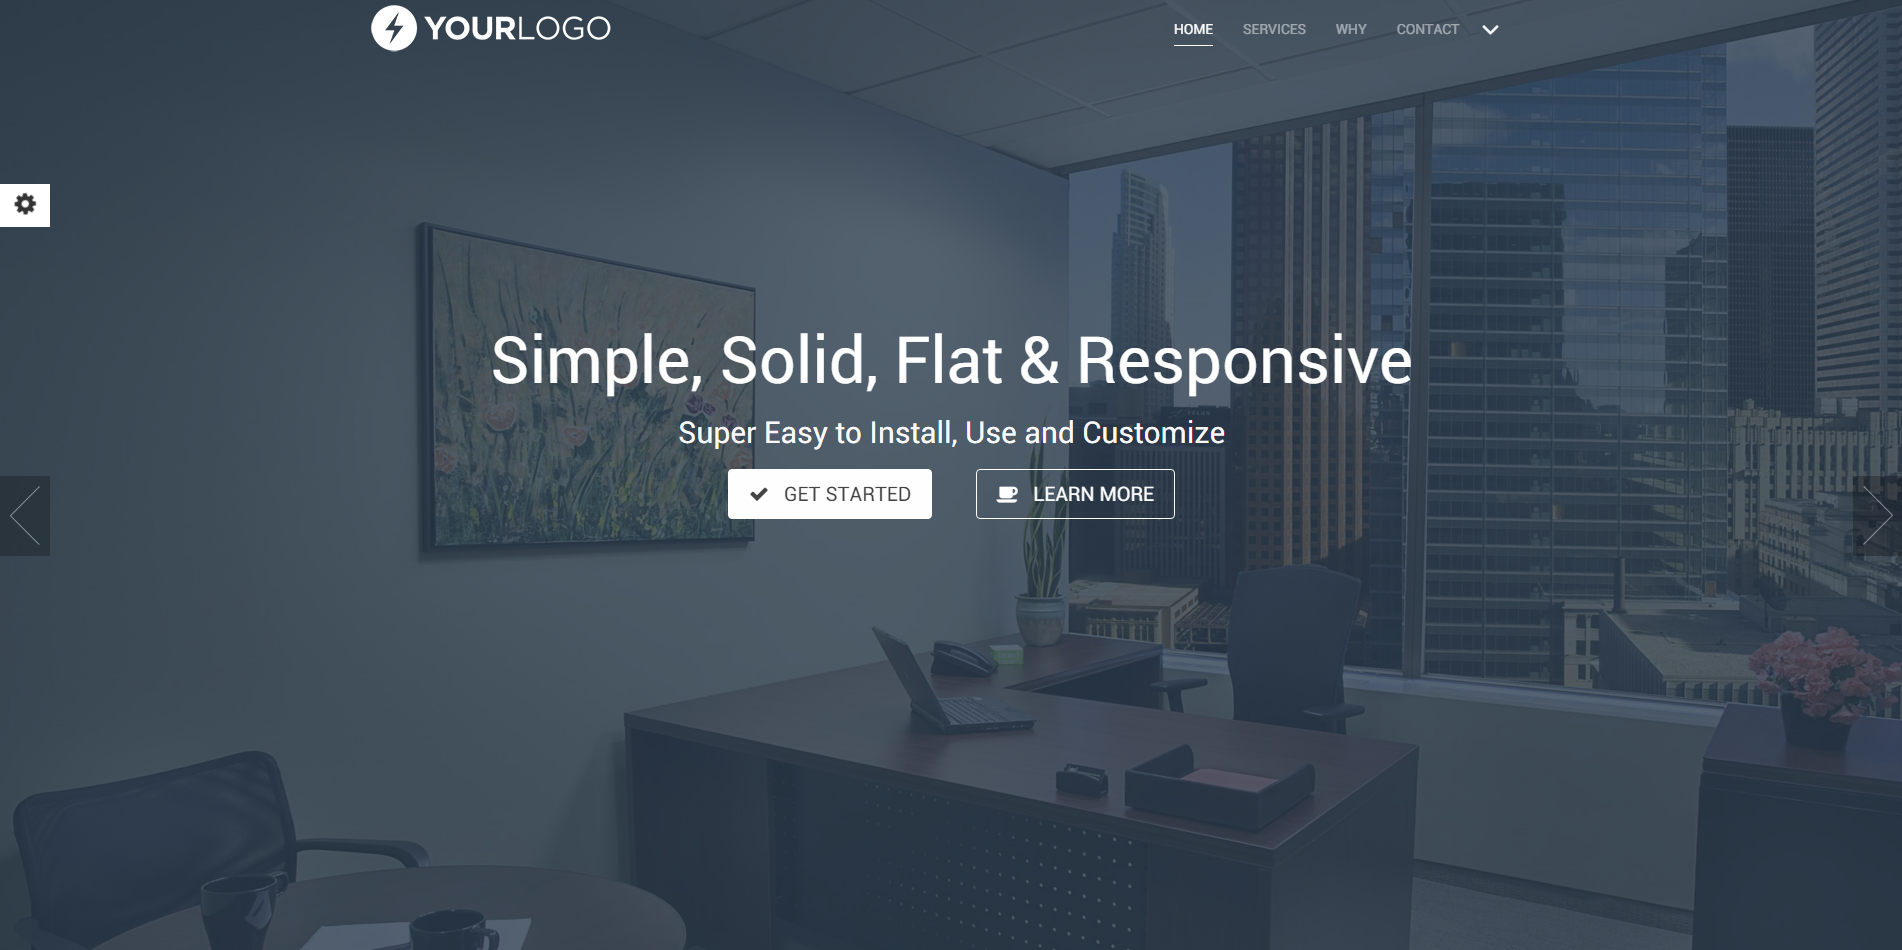 YOURLOGO
HOME SERVICES WHY CONTACT
Simple, Solid, Flat & Responsive
Super Easy to Install, Use and Customize
GET STARTED LEARN MORE